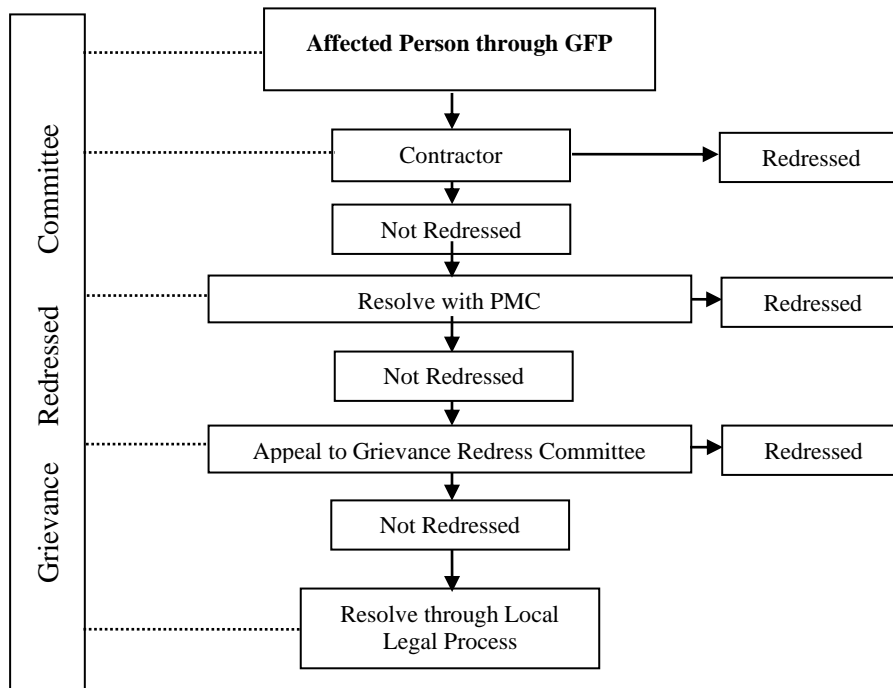 Affected Person through GFP
Contractor
Redressed
Not Redressed
Resolve with PMC
Redressed
Not Redressed
Appeal to Grievance Redress Committee
Redressed
Not Redressed
Resolve through Local
Legal Process
Grievance Redressed Committee